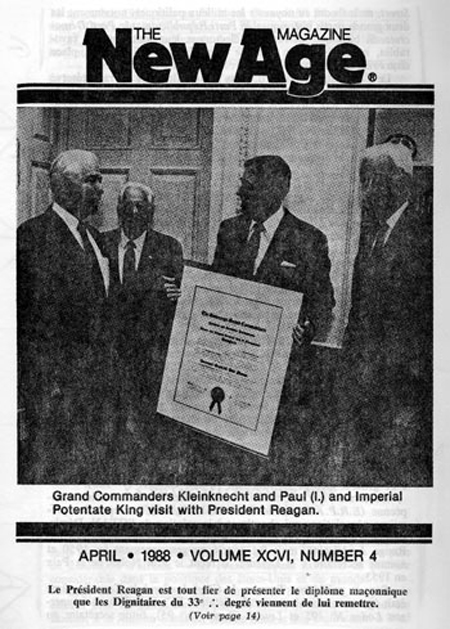 THE MAGAZINE
New Age®
Grand Commanders Kleinknecht and Paul (l.) and Imperial
Potentate King visit with President Reagan.
APRIL • 1988 • VOLUME XCVI, NUMBER 4
Le Président Reagan est tout fier de présenter le diplôme maçonnique
que les Dignitaires du 33e ∴ degré viennent de lui remettre.
(Voir page 14)